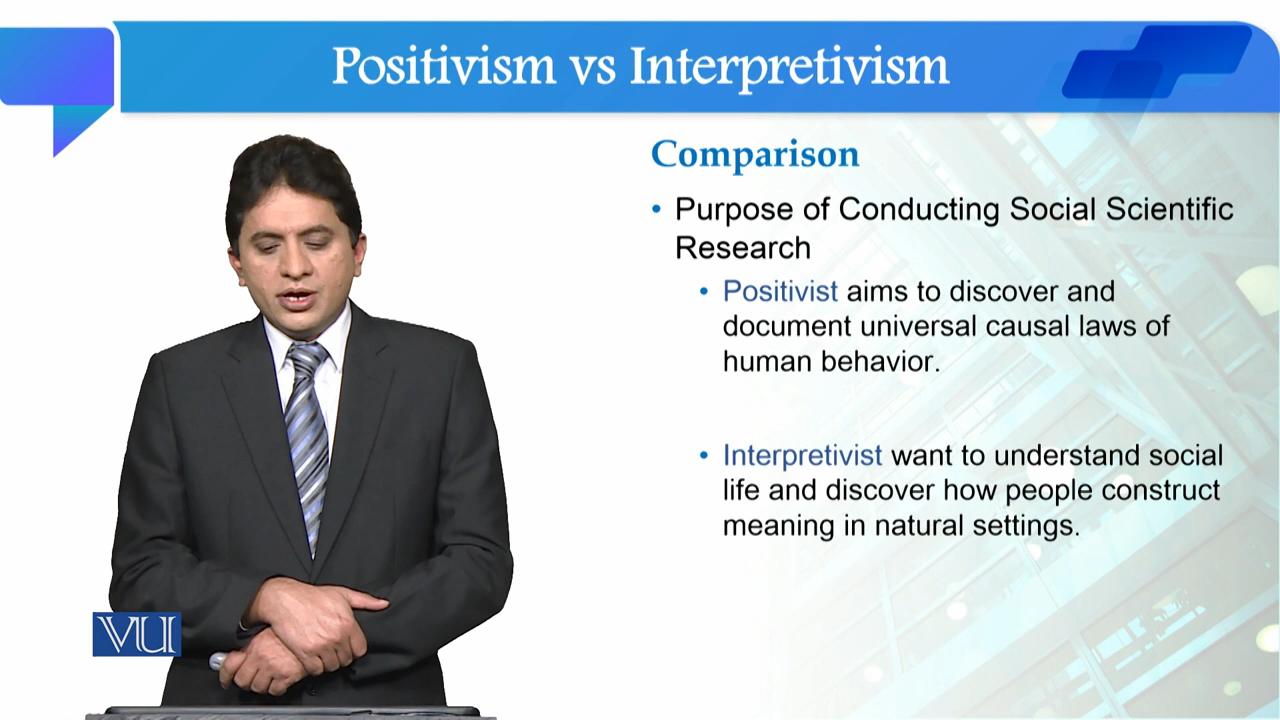 Positivism vs Interpretivism
Comparison
• Purpose of Conducting Social Scientific
Research
• Positivist aims to discover and
document universal causal laws of
human behavior.
• Interpretivist want to understand social
life and discover how people construct
meaning in natural settings.
VU